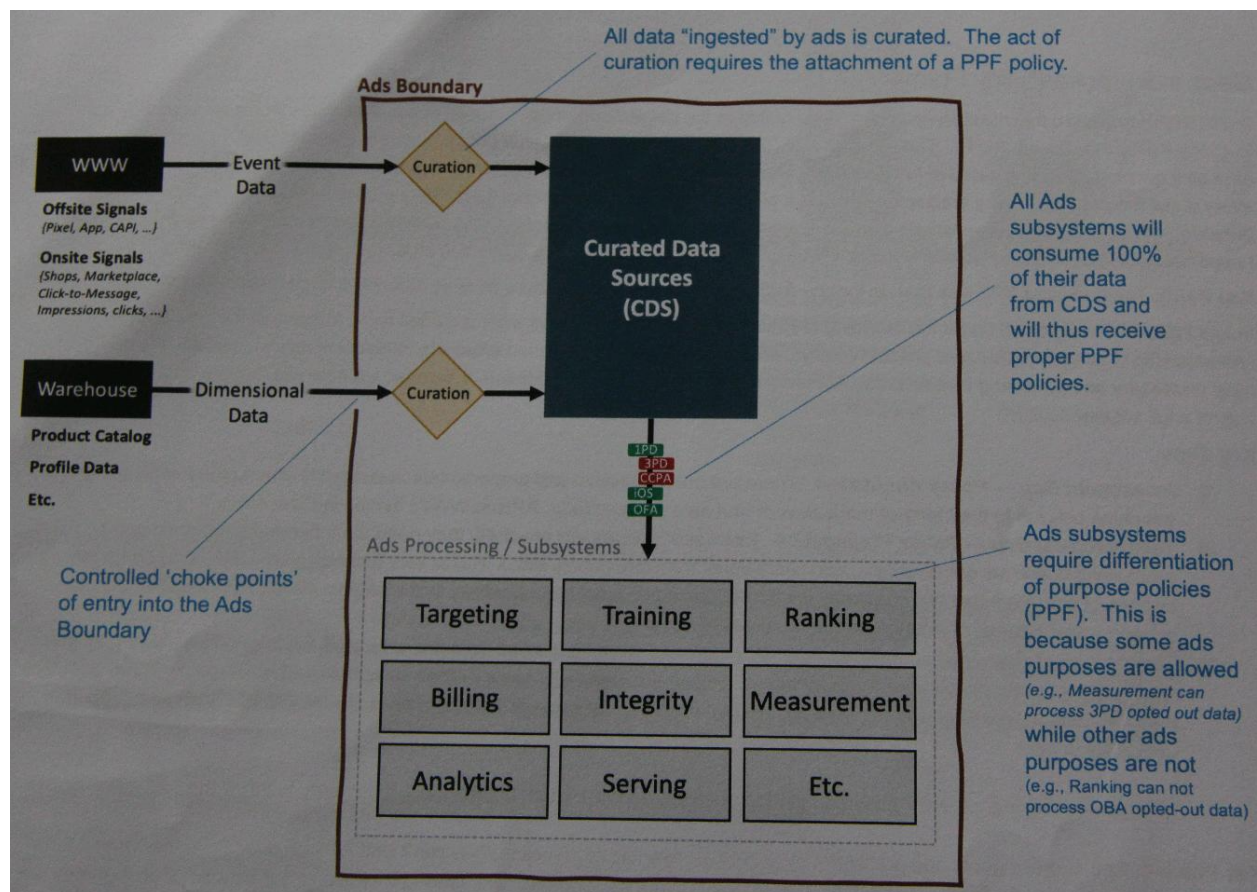 All data “ingested” by ads is curated. The act of
curation requires the attachment of a PPF policy.
Ads Boundary
WWW
Event
Data
Curation
Offsite Signals
{Pixel, App, CAPI, ...}
Onsite Signals
{Shops, Marketplace,
Click-to-Message,
Impressions, clicks, ...}
Curated Data
Sources
(CDS)
All Ads
subsystems will
consume 100%
of their data
from CDS and
will thus receive
proper PPF
policies.
Warehouse
Dimensional
Data
Curation
Product Catalog
Profile Data
Etc.
1PD
3PD
CCPA
iOS
OFA
Controlled ‘choke points’
of entry into the Ads
Boundary
Ads Processing / Subsystems
Targeting
Training
Ranking
Billing
Integrity
Measurement
Analytics
Serving
Etc.
Ads subsystems
require differentiation
of purpose policies
(PPF). This is
because some ads
purposes are allowed
(e.g., Measurement can
process 3PD opted out data)
while other ads
purposes are not
(e.g., Ranking can not
process OBA opted-out data)